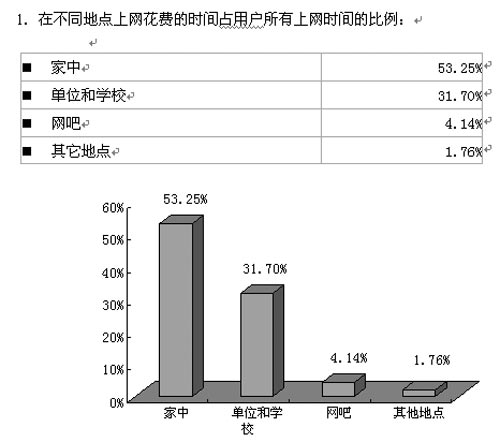 1. 在不同地点上网花费的时间占用户所有上网时间的比例：
■ 家中 53.25%
■ 单位和学校 31.70%
■ 网吧 4.14%
■ 其它地点 1.76%
53.25%
60%
50%
31.70%
40%
30%
20%
4.14%
1.76%
10%
0%
家中 单位和学 网吧 其他地点
校